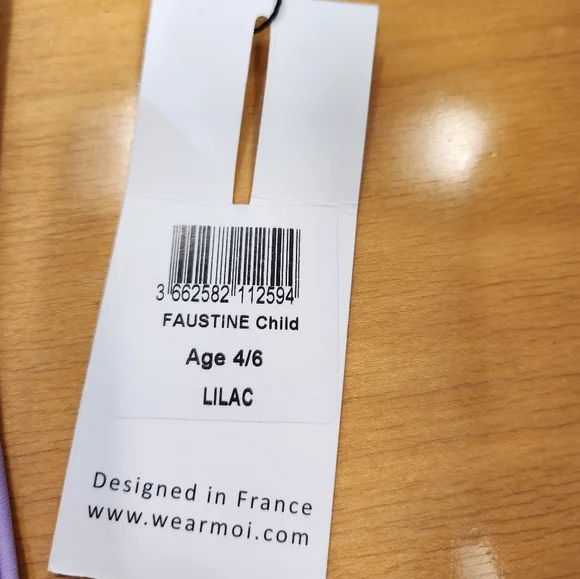 3 662582 112594
FAUSTINE Child
Age 4/6
LILAC
Designed in France
www.wearmoi.com